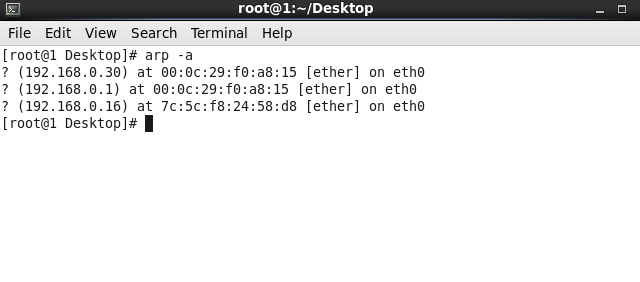 root@1:~/Desktop
File Edit View Search Terminal Help
[root@1 Desktop]# arp -a
? (192.168.0.30) at 00:0c:29:f0:a8:15 [ether] on eth0
? (192.168.0.1) at 00:0c:29:f0:a8:15 [ether] on eth0
? (192.168.0.16) at 7c:5c:f8:24:58:d8 [ether] on eth0
[root@1 Desktop]#